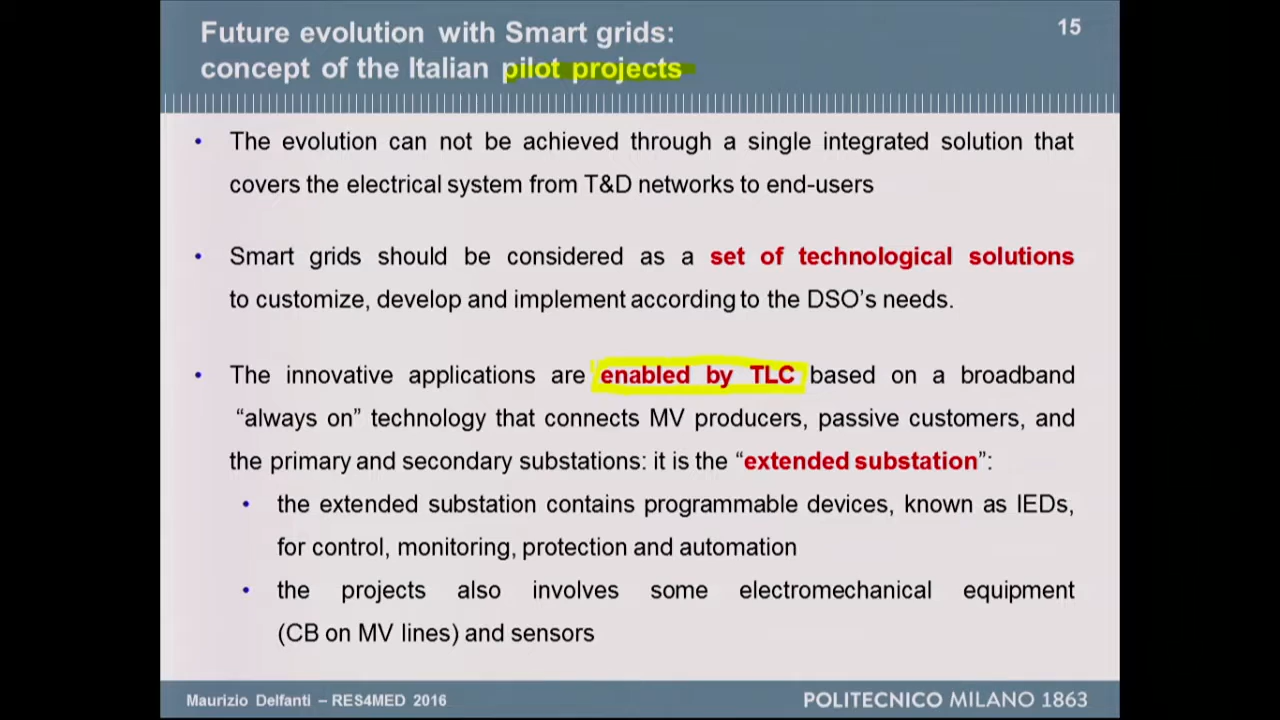 Future evolution with Smart grids:
15
concept of the Italian pilot projects
• The evolution can not be achieved through a single integrated solution that
covers the electrical system from T&D networks to end-users
• Smart grids should be considered as a set of technological solutions
to customize, develop and implement according to the DSO's needs.
• The innovative applications are enabled by TLC based on a broadband
“always on” technology that connects MV producers, passive customers, and
the primary and secondary substations: it is the “extended substation”:
• the extended substation contains programmable devices, known as IEDs,
for control, monitoring, protection and automation
• the projects also involves some electromechanical equipment
(CB on MV lines) and sensors
Maurizio Delfanti – RES4MED 2016
POLITECNICO MILANO 1863